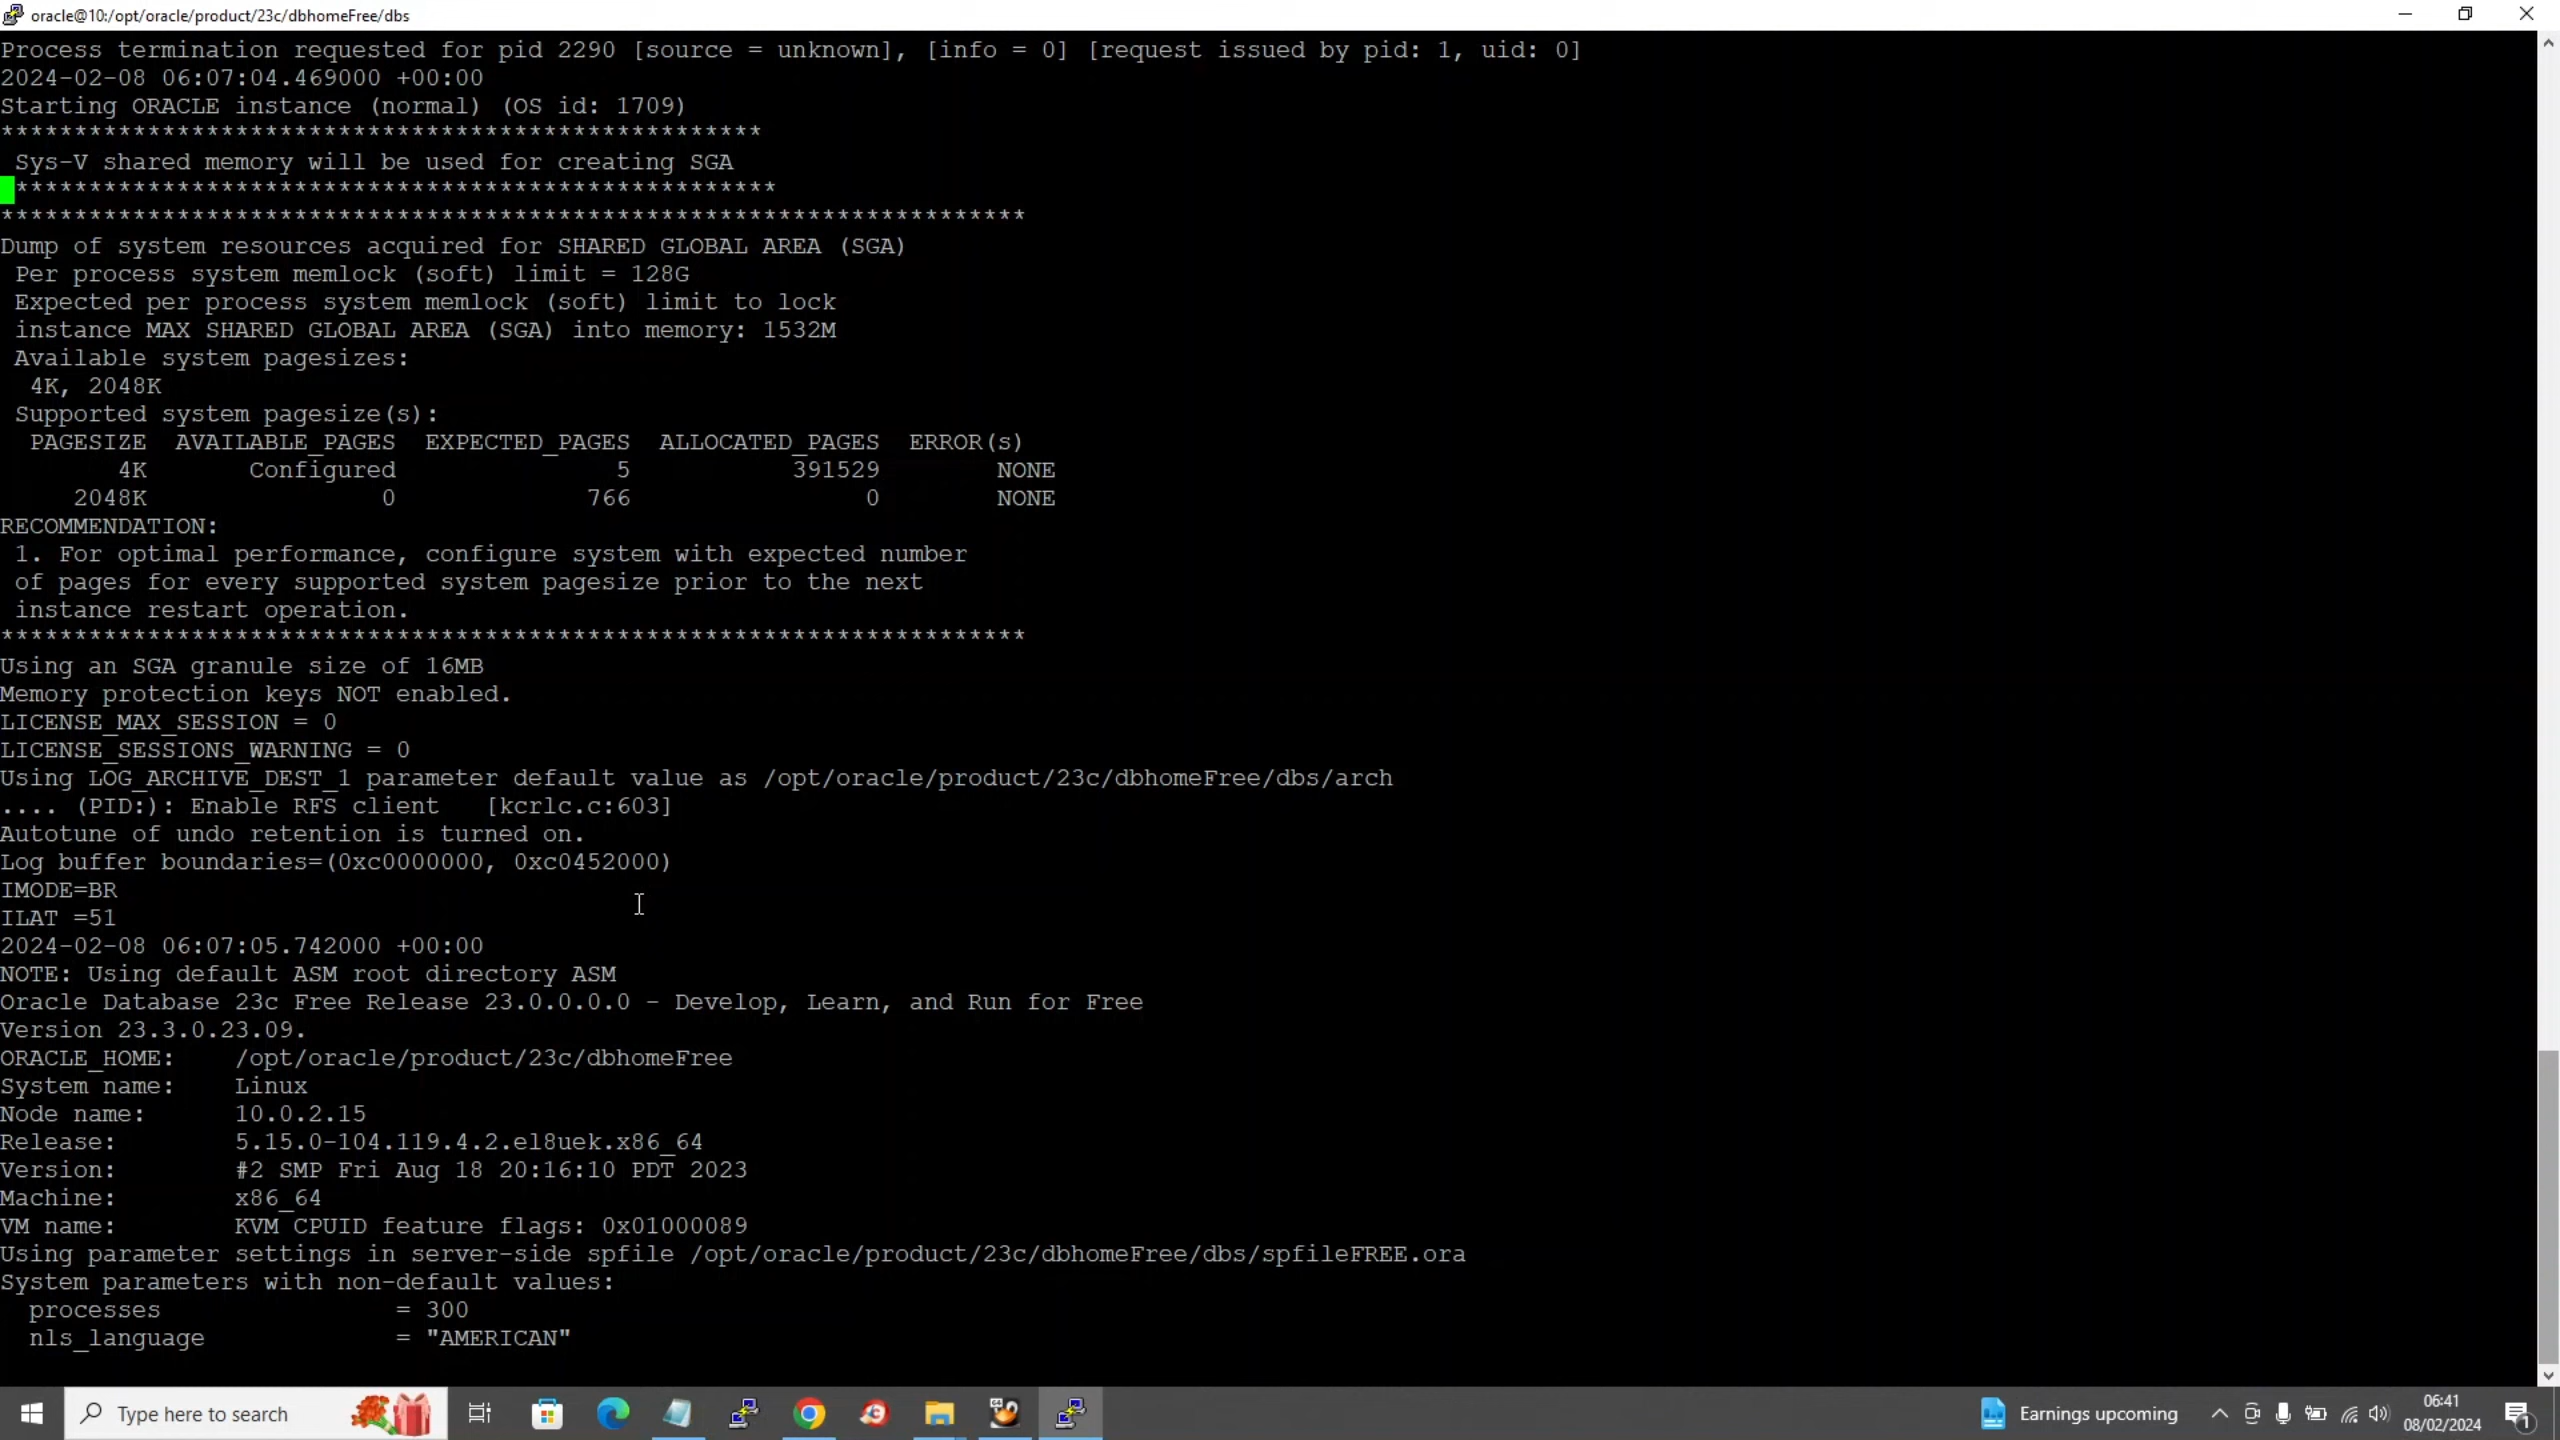 oracle@10:/opt/oracle/product/23c/dbhomeFree/dbs
Process termination requested for pid 2290 [source = unknown], [info = 0] [request issued by pid: 1, uid: 0]
2024-02-08 06:07:04.469000 +00:00
Starting ORACLE instance (normal) (OS id: 1709)
****************************************************
 Sys-V shared memory will be used for creating SGA
 ****************************************************
**********************************************************************
Dump of system resources acquired for SHARED GLOBAL AREA (SGA)
 Per process system memlock (soft) limit = 128G
 Expected per process system memlock (soft) limit to lock
 instance MAX SHARED GLOBAL AREA (SGA) into memory: 1532M
 Available system pagesizes:
  4K, 2048K
 Supported system pagesize(s):
  PAGESIZE  AVAILABLE_PAGES  EXPECTED_PAGES  ALLOCATED_PAGES  ERROR(s)
        4K       Configured               5          391529        NONE
     2048K                0             766               0        NONE
RECOMMENDATION:
 1. For optimal performance, configure system with expected number
 of pages for every supported system pagesize prior to the next
 instance restart operation.
**********************************************************************
Using an SGA granule size of 16MB
Memory protection keys NOT enabled.
LICENSE_MAX_SESSION = 0
LICENSE_SESSIONS_WARNING = 0
Using LOG_ARCHIVE_DEST_1 parameter default value as /opt/oracle/product/23c/dbhomeFree/dbs/arch
.... (PID:): Enable RFS client   [kcrlc.c:603]
Autotune of undo retention is turned on.
Log buffer boundaries=(0xc0000000, 0xc0452000)
IMODE=BR
ILAT =51
2024-02-08 06:07:05.742000 +00:00
NOTE: Using default ASM root directory ASM
Oracle Database 23c Free Release 23.0.0.0.0 - Develop, Learn, and Run for Free
Version 23.3.0.23.09.
ORACLE_HOME:    /opt/oracle/product/23c/dbhomeFree
System name:    Linux
Node name:      10.0.2.15
Release:        5.15.0-104.119.4.2.el8uek.x86_64
Version:        #2 SMP Fri Aug 18 20:16:10 PDT 2023
Machine:        x86_64
VM name:        KVM CPUID feature flags: 0x01000089
Using parameter settings in server-side spfile /opt/oracle/product/23c/dbhomeFree/dbs/spfileFREE.ora
System parameters with non-default values:
  processes                = 300
  nls_language             = "AMERICAN"
Type here to search
Earnings upcoming
06:41
08/02/2024
1